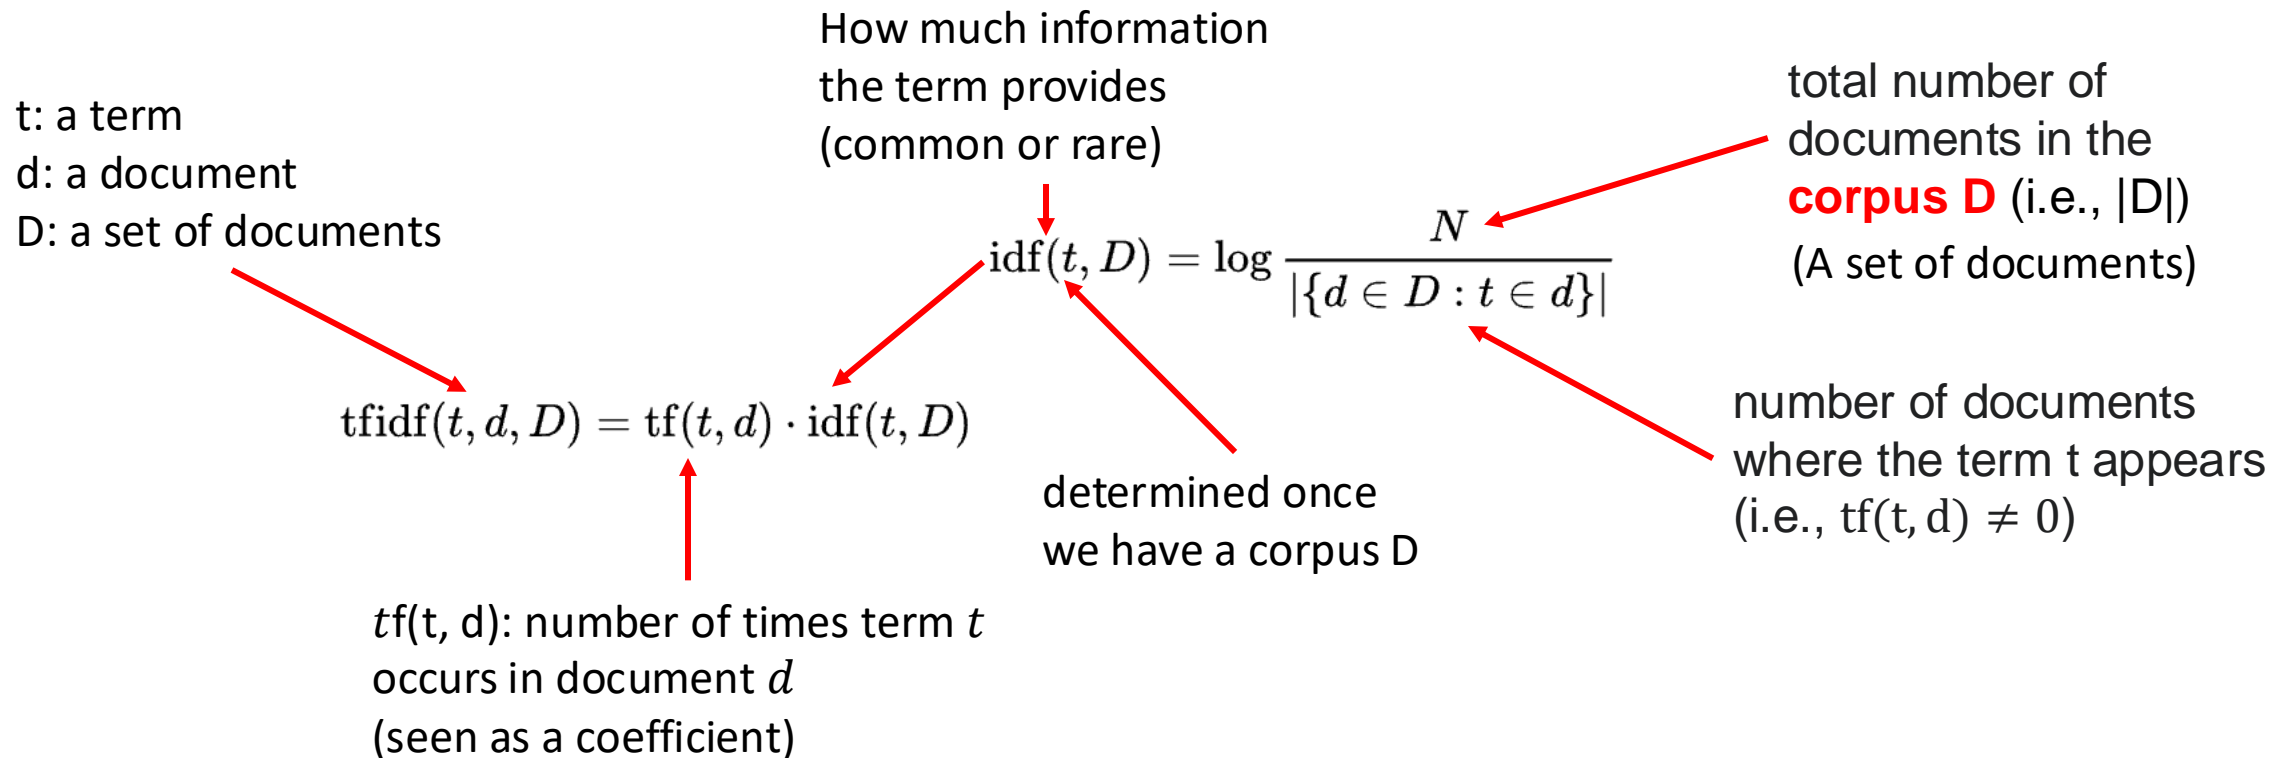 How much information
the term provides
(common or rare)
t: a term
d: a document
D: a set of documents
total number of
documents in the
corpus D (i.e., |D|)
(A set of documents)
idf(t, D) = log N / |{d ∈ D : t ∈ d}|
tfidf(t, d, D) = tf(t, d) · idf(t, D)
number of documents
where the term t appears
(i.e., tf(t, d) ≠ 0)
determined once
we have a corpus D
tf(t, d): number of times term t
occurs in document d
(seen as a coefficient)